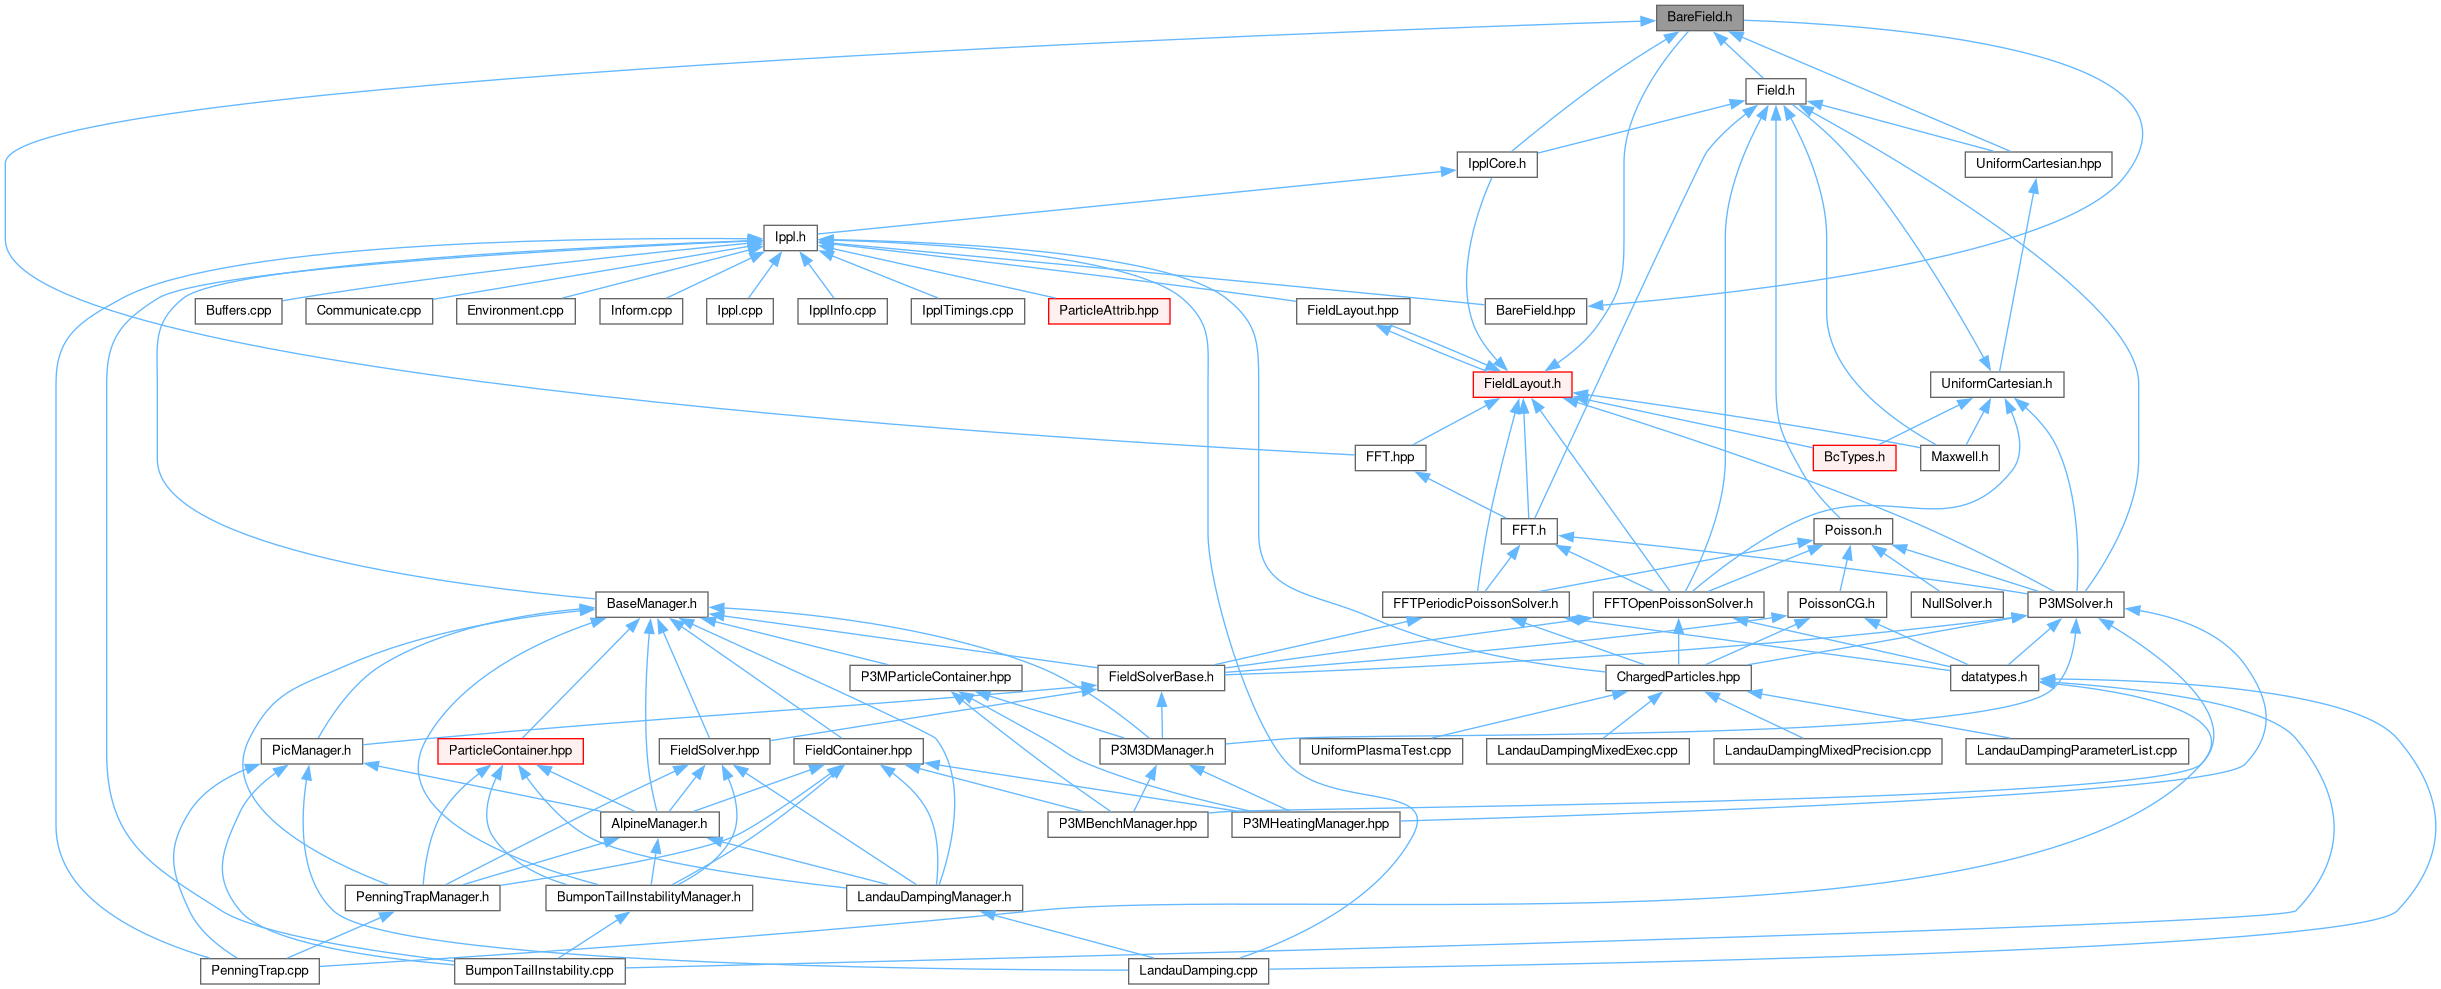 BareField.h
Field.h
IpplCore.h
UniformCartesian.hpp
Ippl.h
Buffers.cpp
Communicate.cpp
Environment.cpp
Inform.cpp
Ippl.cpp
IpplInfo.cpp
IpplTimings.cpp
ParticleAttrib.hpp
FieldLayout.hpp
BareField.hpp
FieldLayout.h
UniformCartesian.h
FFT.hpp
BcTypes.h
Maxwell.h
FFT.h
Poisson.h
BaseManager.h
FFTPeriodicPoissonSolver.h
FFTOpenPoissonSolver.h
PoissonCG.h
NullSolver.h
P3MSolver.h
P3MParticleContainer.hpp
FieldSolverBase.h
ChargedParticles.hpp
datatypes.h
PicManager.h
ParticleContainer.hpp
FieldSolver.hpp
FieldContainer.hpp
P3M3DManager.h
UniformPlasmaTest.cpp
LandauDampingMixedExec.cpp
LandauDampingMixedPrecision.cpp
LandauDampingParameterList.cpp
AlpineManager.h
P3MBenchManager.hpp
P3MHeatingManager.hpp
PenningTrapManager.h
BumponTailInstabilityManager.h
LandauDampingManager.h
PenningTrap.cpp
BumponTailInstability.cpp
LandauDamping.cpp